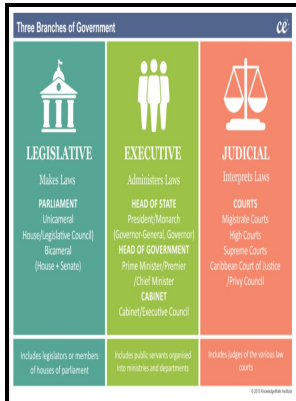 Three Branches of Government
ce
LEGISLATIVE
Makes Laws
PARLIAMENT
Unicameral
House/Legislative Council)
Bicameral
(House + Senate)
Includes legislators or members
of houses of parliament
EXECUTIVE
Administers Laws
HEAD OF STATE
President/Monarch
(Governor-General, Governor)
HEAD OF GOVERNMENT
Prime Minister/Premier
/Chief Minister
CABINET
Cabinet/Executive Council
Includes public servants organised
into ministries and departments
JUDICIAL
Interprets Laws
COURTS
Migistrate Courts
High Courts
Supreme Courts
Caribbean Court of Justice
/Privy Council
Includes judges of the various law
courts
© 2015 KnowledgeWalk Institute